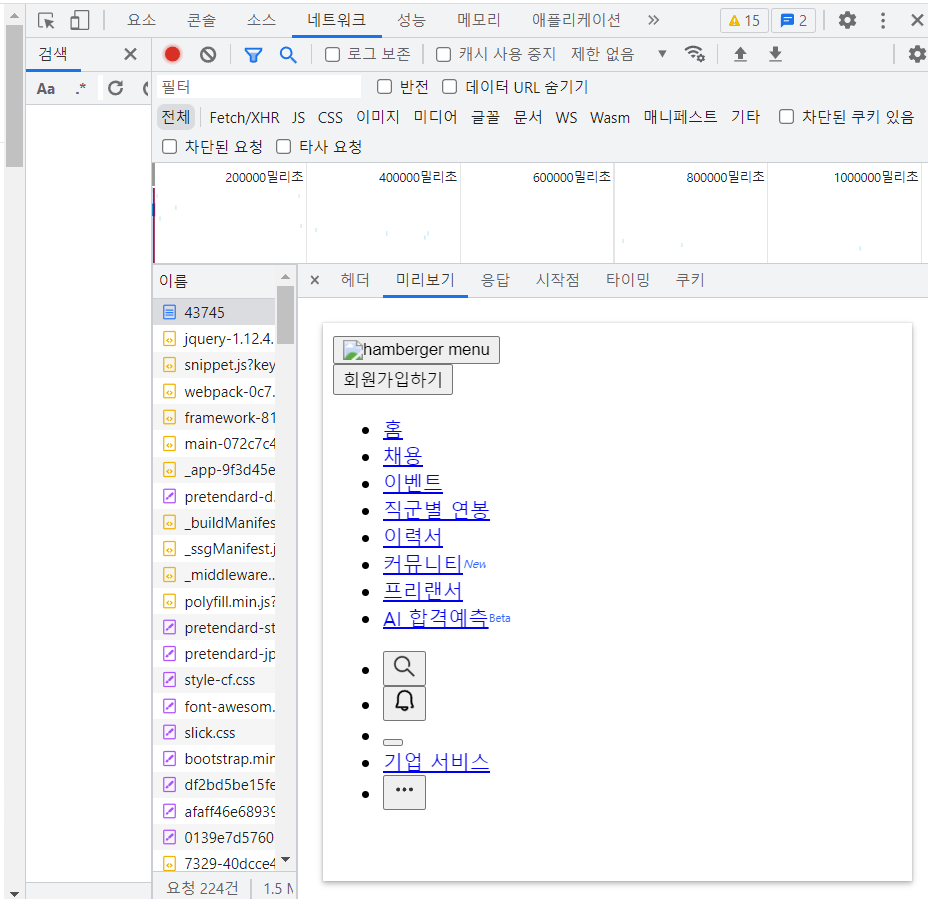 요소 콘솔 소스 네트워크 성능 메모리 애플리케이션 » 15 2
검색
로그 보존 캐시 사용 중지 제한 없음
Aa .*
필터 반전 데이터 URL 숨기기
전체 Fetch/XHR JS CSS 이미지 미디어 글꼴 문서 WS Wasm 매니페스트 기타 차단된 쿠키 있음
차단된 요청 타사 요청
200000밀리초 400000밀리초 600000밀리초 800000밀리초 1000000밀리초
이름
헤더 미리보기 응답 시작점 타이밍 쿠키
43745
jquery-1.12.4.
snippet.js?key
webpack-0c7.
framework-81
main-072c7c4
_app-9f3d45e
pretendard-d.
_buildManifes
_ssgManifest.j
_middleware..
polyfill.min.js?
pretendard-st
pretendard-jp
style-cf.css
font-awesom.
slick.css
bootstrap.mir
df2bd5be15fe
afaff46e68939
0139e7d5760
7329-40dcce4
요청 224건 1.5 M
hamberger menu
회원가입하기
홈
채용
이벤트
직군별 연봉
이력서
커뮤니티New
프리랜서
AI 합격예측Beta
기업 서비스